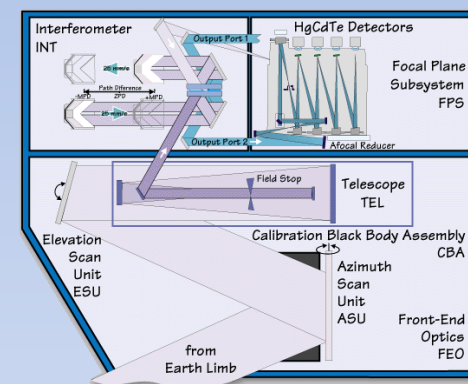 Interferometer
INT
Output Port 1
25 mm/s
Path Diference
-MPD
ZPD
+MPD
25 mm/s
Output Port 2
HgCdTe Detectors
Focal Plane
Subsystem
FPS
Afocal Reducer
Field Stop
Telescope
TEL
Elevation
Scan
Unit
ESU
Calibration Black Body Assembly
CBA
Azimuth
Scan
Unit
ASU
Front-End
Optics
FEO
from
Earth Limb